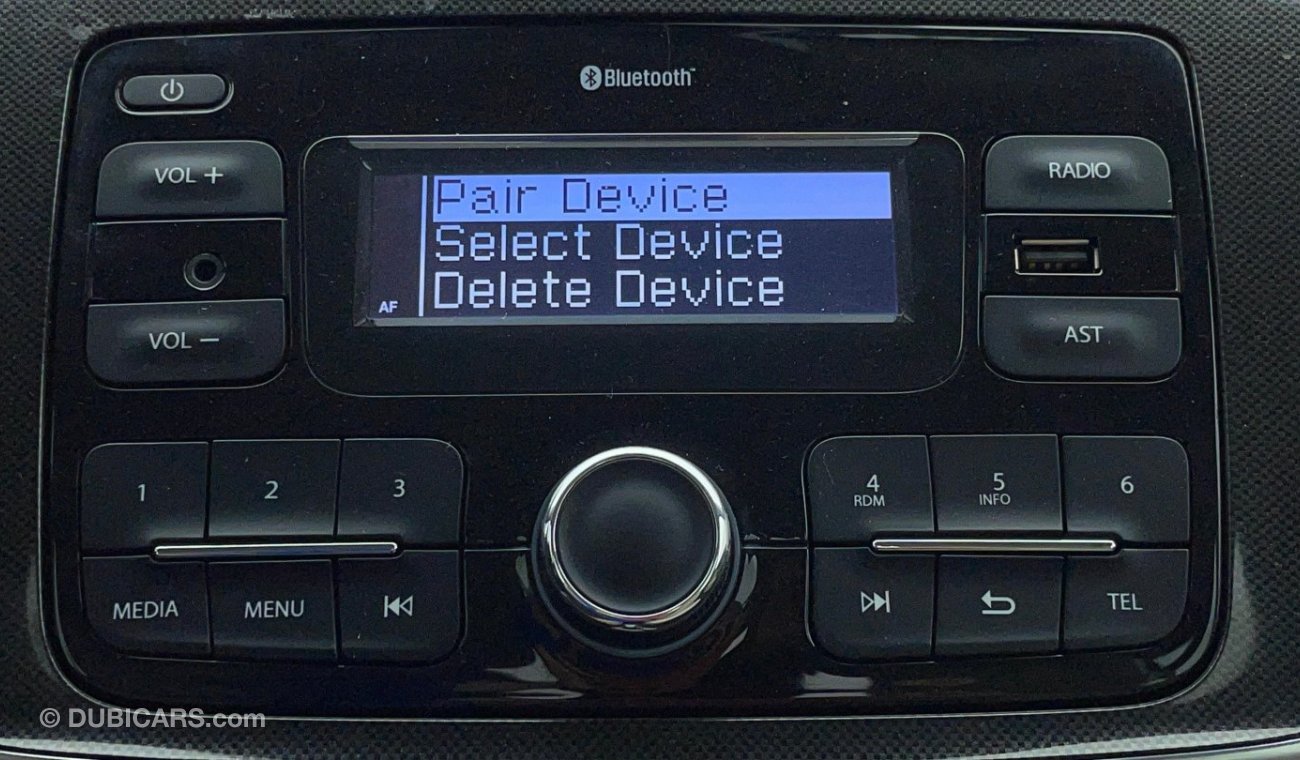 Bluetooth™
VOL +
RADIO
Pair Device
Select Device
Delete Device
AF
VOL −
AST
1
2
3
4
RDM
5
INFO
6
MEDIA
MENU
TEL
© DUBICARS.com